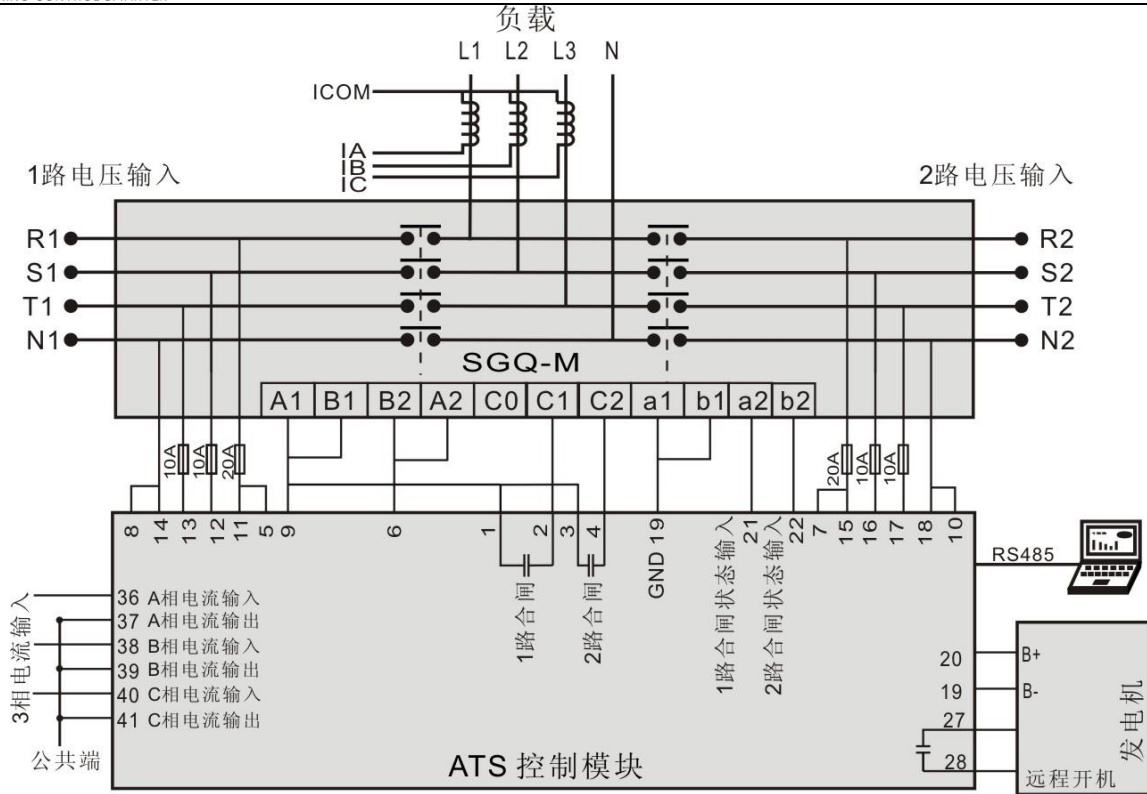 负载
L1 L2 L3 N
ICOM
IA
IB
IC
1路电压输入
2路电压输入
R1
S1
T1
N1
R2
S2
T2
N2
SGQ-M
A1 B1 B2 A2 C0 C1 C2 a1 b1 a2 b2
10A 10A 20A
20A 10A 10A
8 14 13 12 11 5 9 6 1 2 3 4 GND 19 21 22 7 15 16 17 18 10
1路合闸
2路合闸
1路合闸状态输入
2路合闸状态输入
RS485
3相电流输入
36 A相电流输入
37 A相电流输出
38 B相电流输入
39 B相电流输出
40 C相电流输入
41 C相电流输出
公共端
ATS 控制模块
20 B+
19 B-
27
28
发电机
远程开机